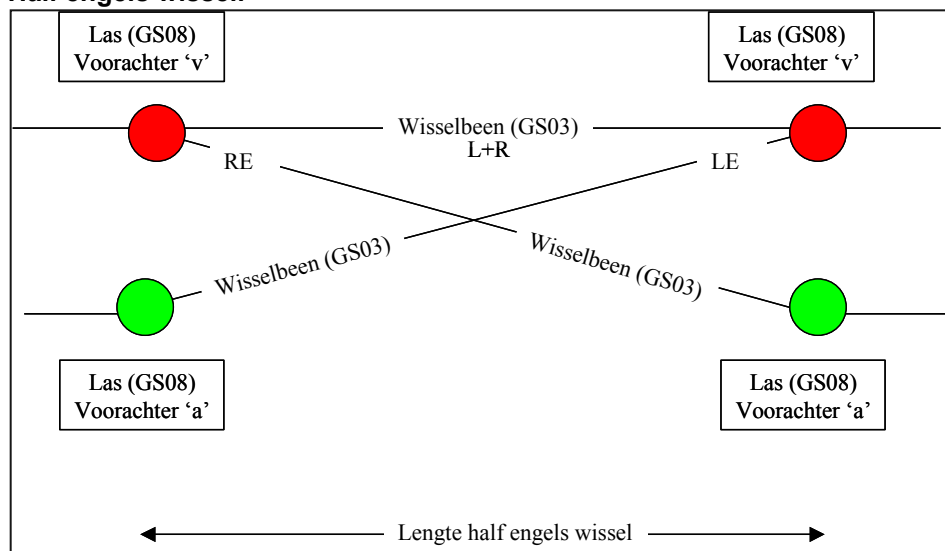 Half engels wissel:
Las (GS08)
Voorachter ‘v’
Las (GS08)
Voorachter ‘v’
Wisselbeen (GS03)
L+R
RE
LE
Wisselbeen (GS03)
Wisselbeen (GS03)
Las (GS08)
Voorachter ‘a’
Las (GS08)
Voorachter ‘a’
Lengte half engels wissel